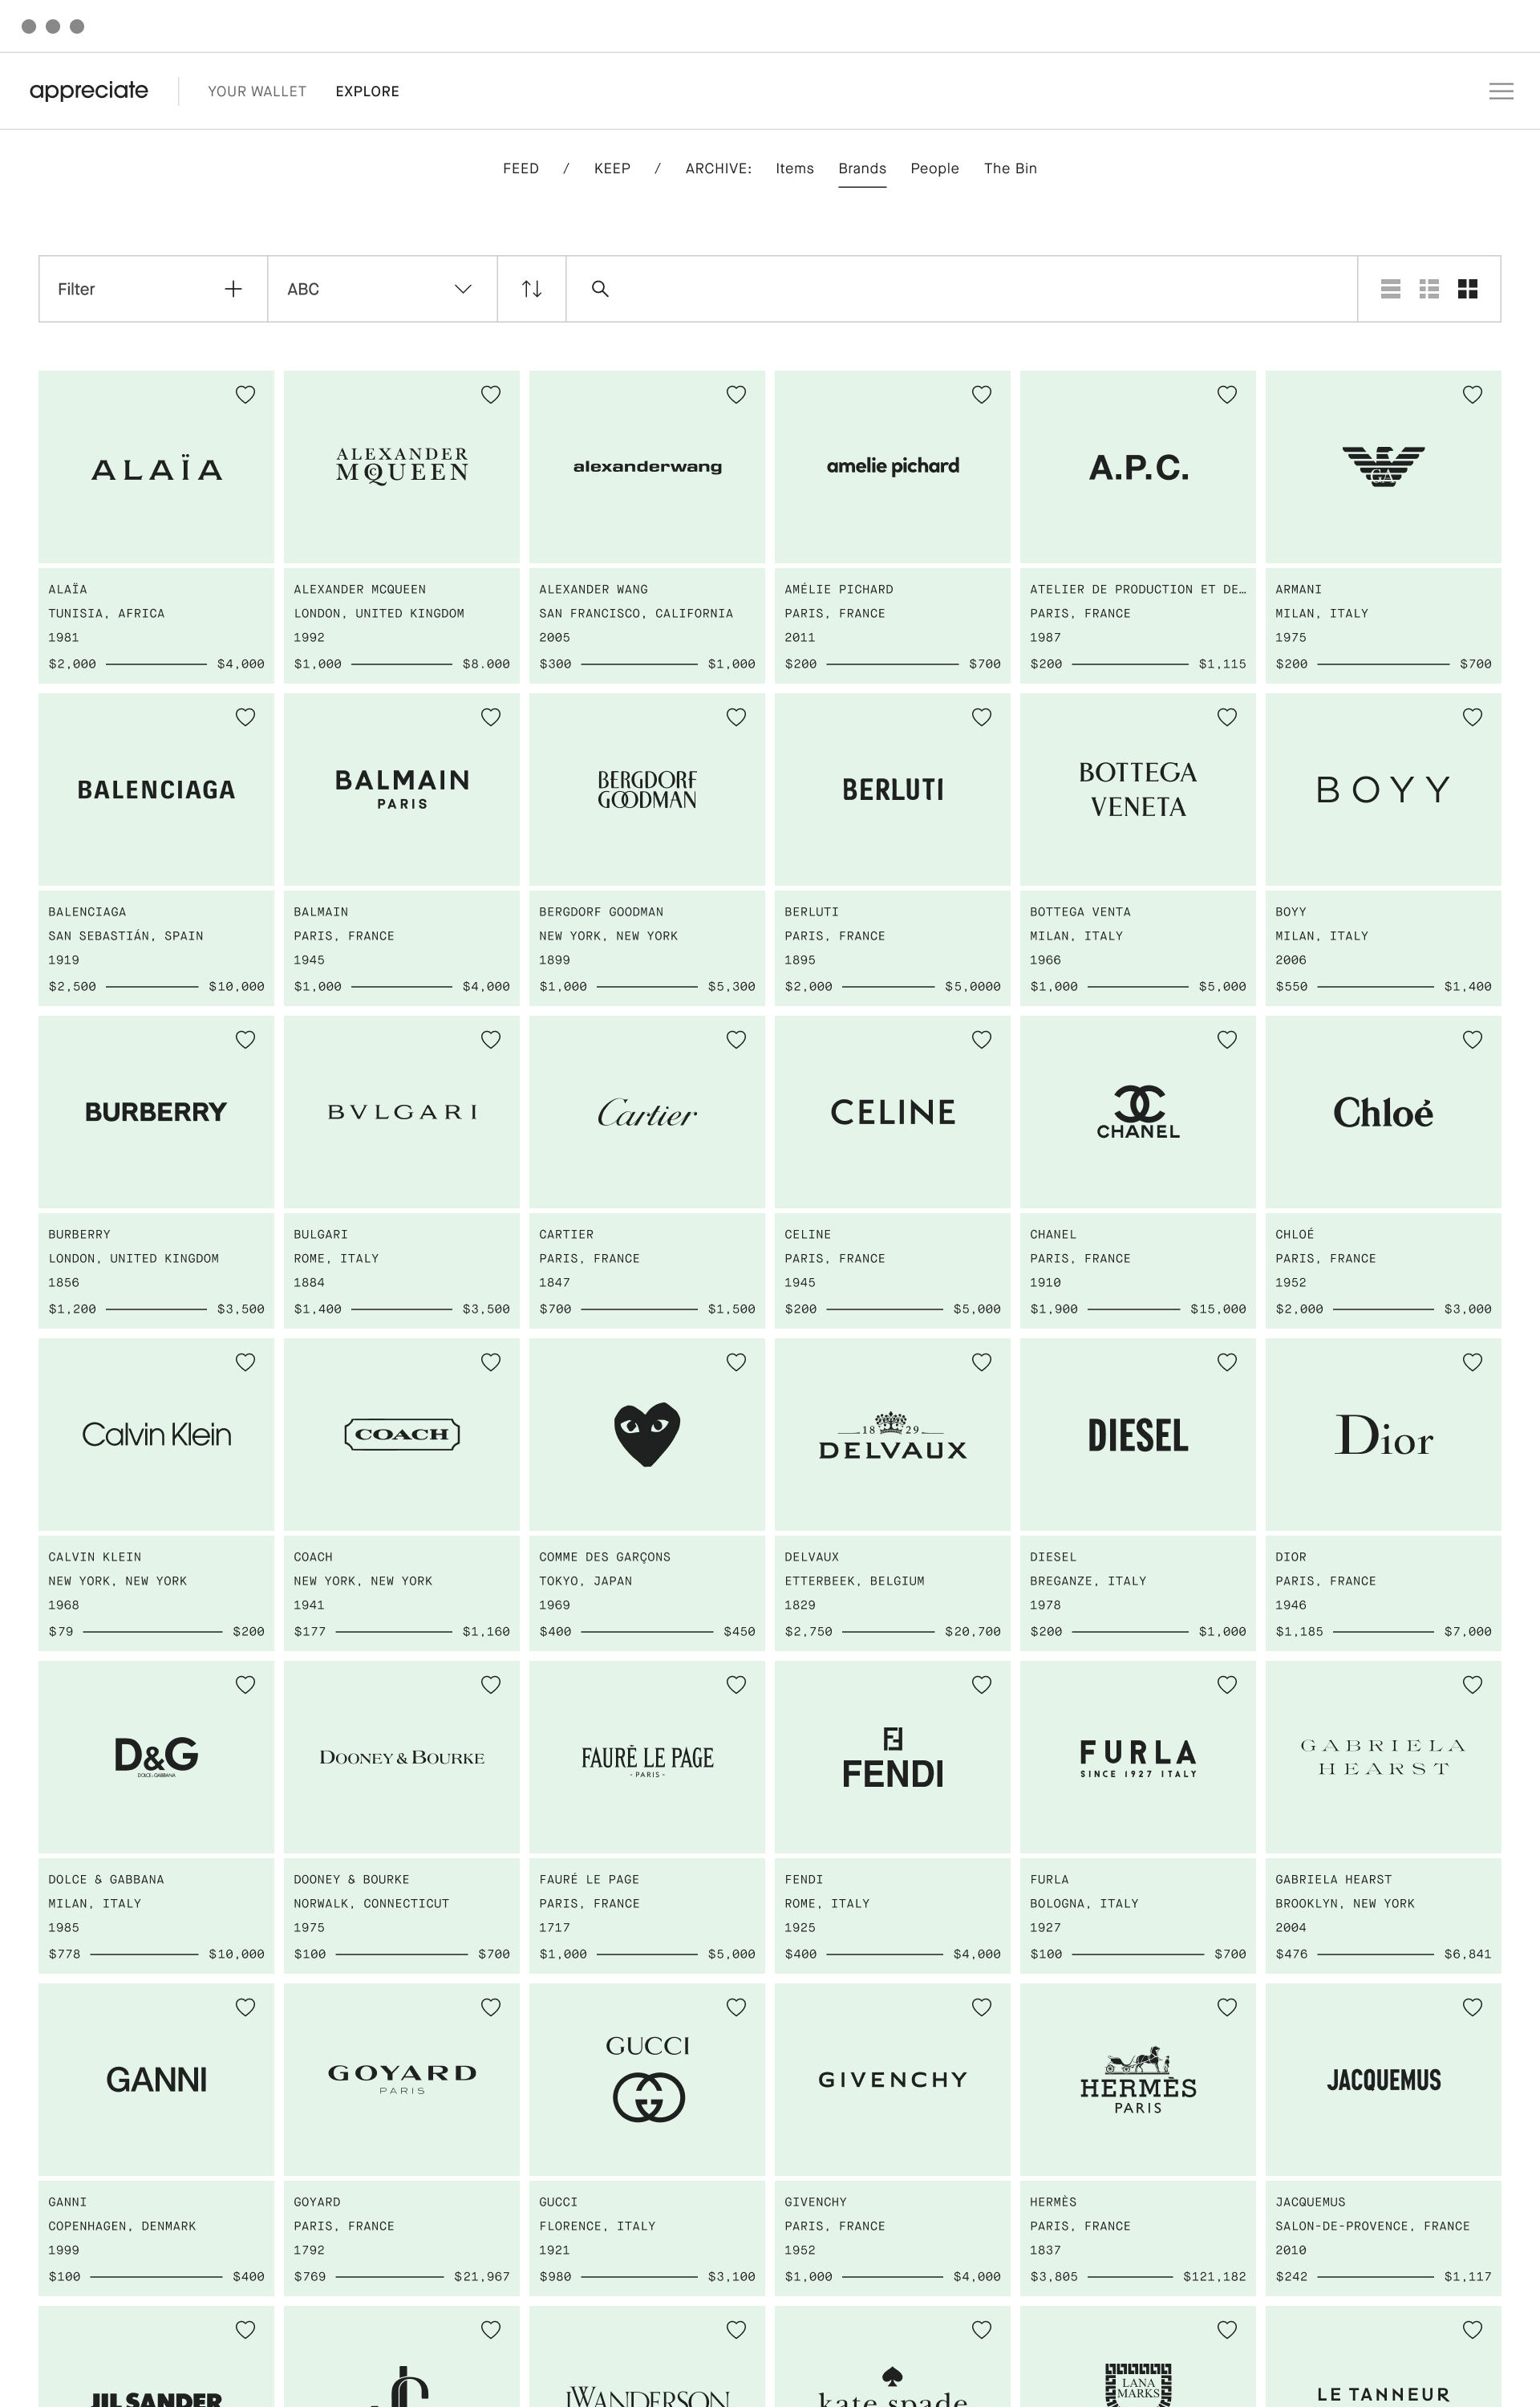 appreciate
YOUR WALLET
EXPLORE
FEED / KEEP / ARCHIVE: Items Brands People The Bin
Filter
ABC
ALAÏA
ALEXANDER
MCQUEEN
alexanderwang
amelie pichard
A.P.C.
GA
ALAÏA
TUNISIA, AFRICA
1981
$2,000 $4,000
ALEXANDER MCQUEEN
LONDON, UNITED KINGDOM
1992
$1,000 $8.000
ALEXANDER WANG
SAN FRANCISCO, CALIFORNIA
2005
$300 $1,000
AMÉLIE PICHARD
PARIS, FRANCE
2011
$200 $700
ATELIER DE PRODUCTION ET DE…
PARIS, FRANCE
1987
$200 $1,115
ARMANI
MILAN, ITALY
1975
$200 $700
BALENCIAGA
BALMAIN
PARIS
BERGDORF
GOODMAN
BERLUTI
BOTTEGA
VENETA
BOYY
BALENCIAGA
SAN SEBASTIÁN, SPAIN
1919
$2,500 $10,000
BALMAIN
PARIS, FRANCE
1945
$1,000 $4,000
BERGDORF GOODMAN
NEW YORK, NEW YORK
1899
$1,000 $5,300
BERLUTI
PARIS, FRANCE
1895
$2,000 $5,0000
BOTTEGA VENTA
MILAN, ITALY
1966
$1,000 $5,000
BOYY
MILAN, ITALY
2006
$550 $1,400
BURBERRY
BVLGARI
Cartier
CELINE
CHANEL
Chloé
BURBERRY
LONDON, UNITED KINGDOM
1856
$1,200 $3,500
BULGARI
ROME, ITALY
1884
$1,400 $3,500
CARTIER
PARIS, FRANCE
1847
$700 $1,500
CELINE
PARIS, FRANCE
1945
$200 $5,000
CHANEL
PARIS, FRANCE
1910
$1,900 $15,000
CHLOÉ
PARIS, FRANCE
1952
$2,000 $3,000
Calvin Klein
COACH
18 29
DELVAUX
DIESEL
Dior
CALVIN KLEIN
NEW YORK, NEW YORK
1968
$79 $200
COACH
NEW YORK, NEW YORK
1941
$177 $1,160
COMME DES GARÇONS
TOKYO, JAPAN
1969
$400 $450
DELVAUX
ETTERBEEK, BELGIUM
1829
$2,750 $20,700
DIESEL
BREGANZE, ITALY
1978
$200 $1,000
DIOR
PARIS, FRANCE
1946
$1,185 $7,000
D&G
DOLCE & GABBANA
DOONEY & BOURKE
FAURÉ LE PAGE
- PARIS -
FENDI
FURLA
SINCE 1927 ITALY
GABRIELA
HEARST
DOLCE & GABBANA
MILAN, ITALY
1985
$778 $10,000
DOONEY & BOURKE
NORWALK, CONNECTICUT
1975
$100 $700
FAURÉ LE PAGE
PARIS, FRANCE
1717
$1,000 $5,000
FENDI
ROME, ITALY
1925
$400 $4,000
FURLA
BOLOGNA, ITALY
1927
$100 $700
GABRIELA HEARST
BROOKLYN, NEW YORK
2004
$476 $6,841
GANNI
GOYARD
PARIS
GUCCI
GIVENCHY
HERMÈS
PARIS
JACQUEMUS
GANNI
COPENHAGEN, DENMARK
1999
$100 $400
GOYARD
PARIS, FRANCE
1792
$769 $21,967
GUCCI
FLORENCE, ITALY
1921
$980 $3,100
GIVENCHY
PARIS, FRANCE
1952
$1,000 $4,000
HERMÈS
PARIS, FRANCE
1837
$3,805 $121,182
JACQUEMUS
SALON-DE-PROVENCE, FRANCE
2010
$242 $1,117
JIL SANDER
JWANDERSON
kate spade
LANA
MARKS
LE TANNEUR